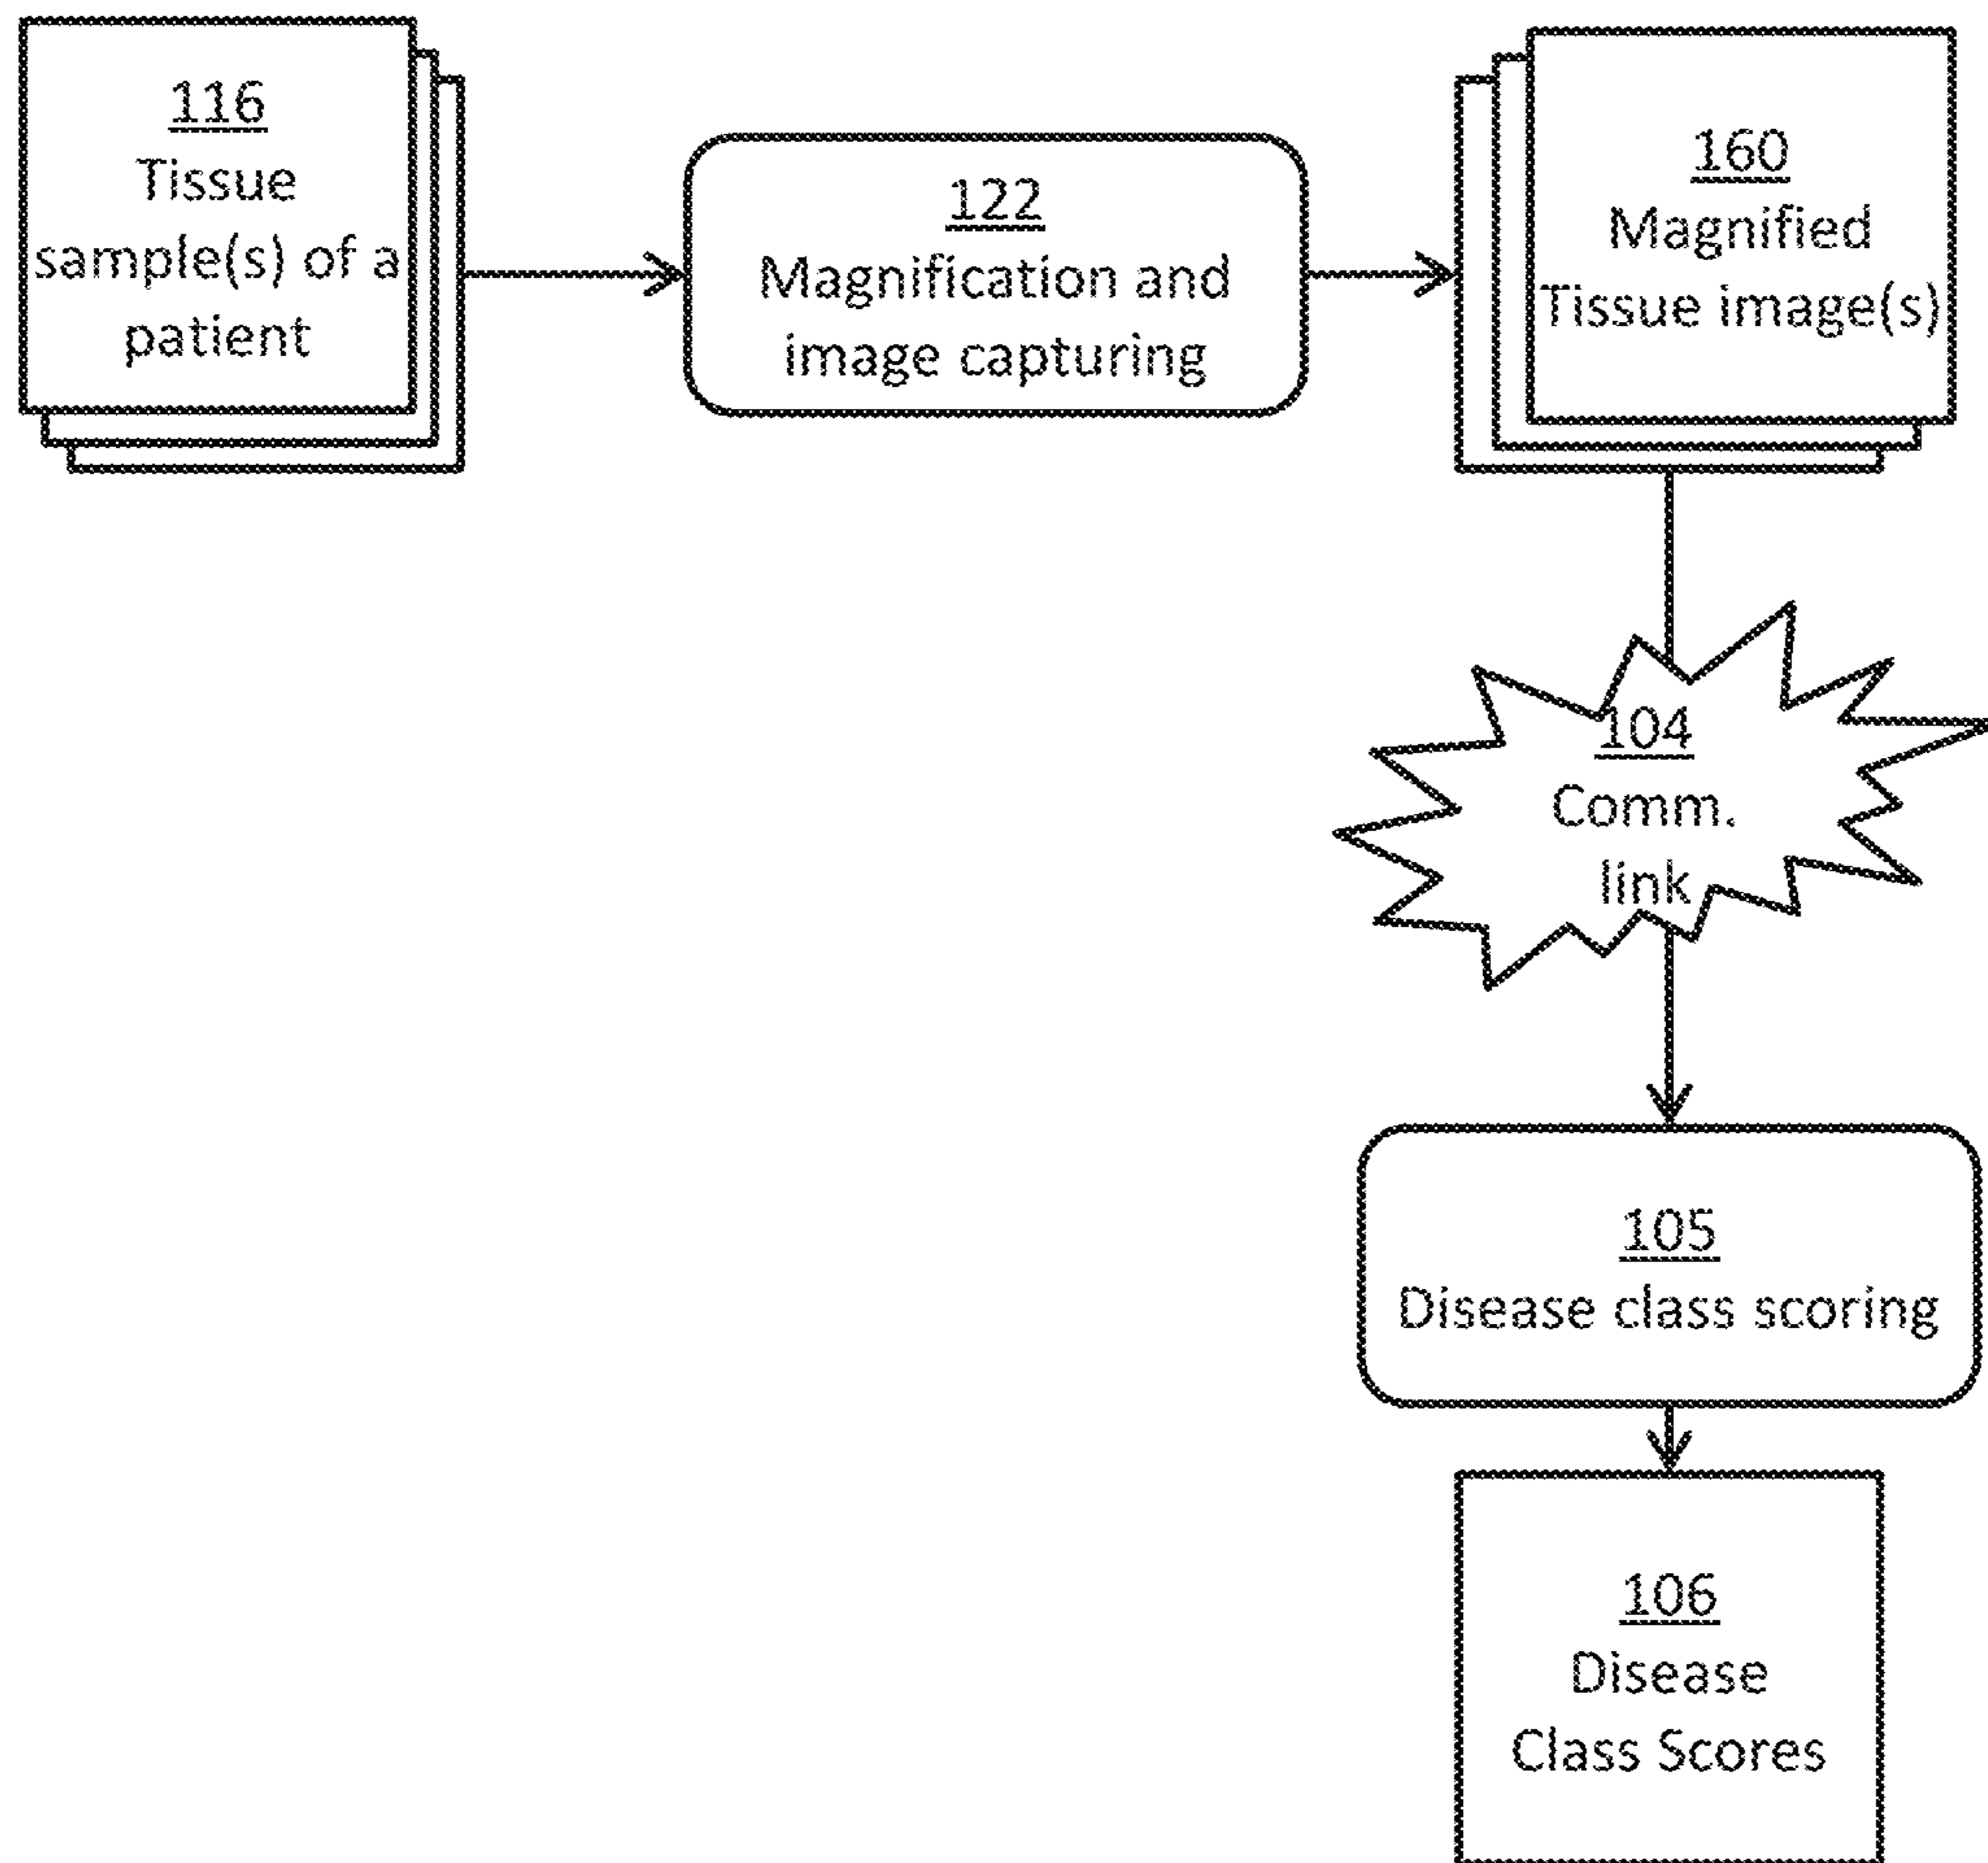 116
Tissue
sample(s) of a
patient
122
Magnification and
image capturing
160
Magnified
Tissue image(s)
104
Comm.
link
105
Disease class scoring
106
Disease
Class Scores